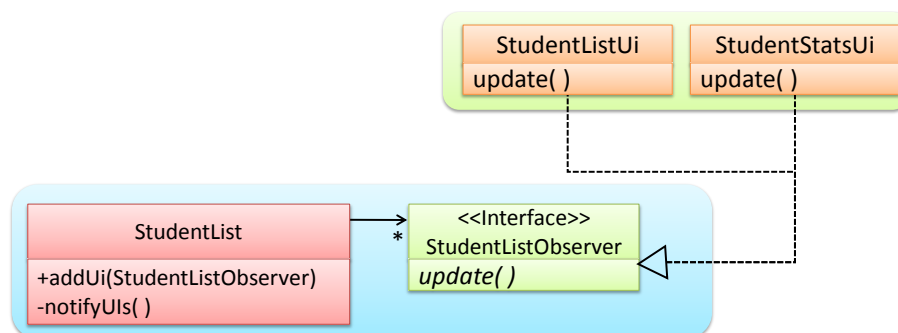 StudentListUi
update( )
StudentStatsUi
update( )
StudentList
+addUi(StudentListObserver)
-notifyUIs( )
*
<<Interface>>
StudentListObserver
update( )